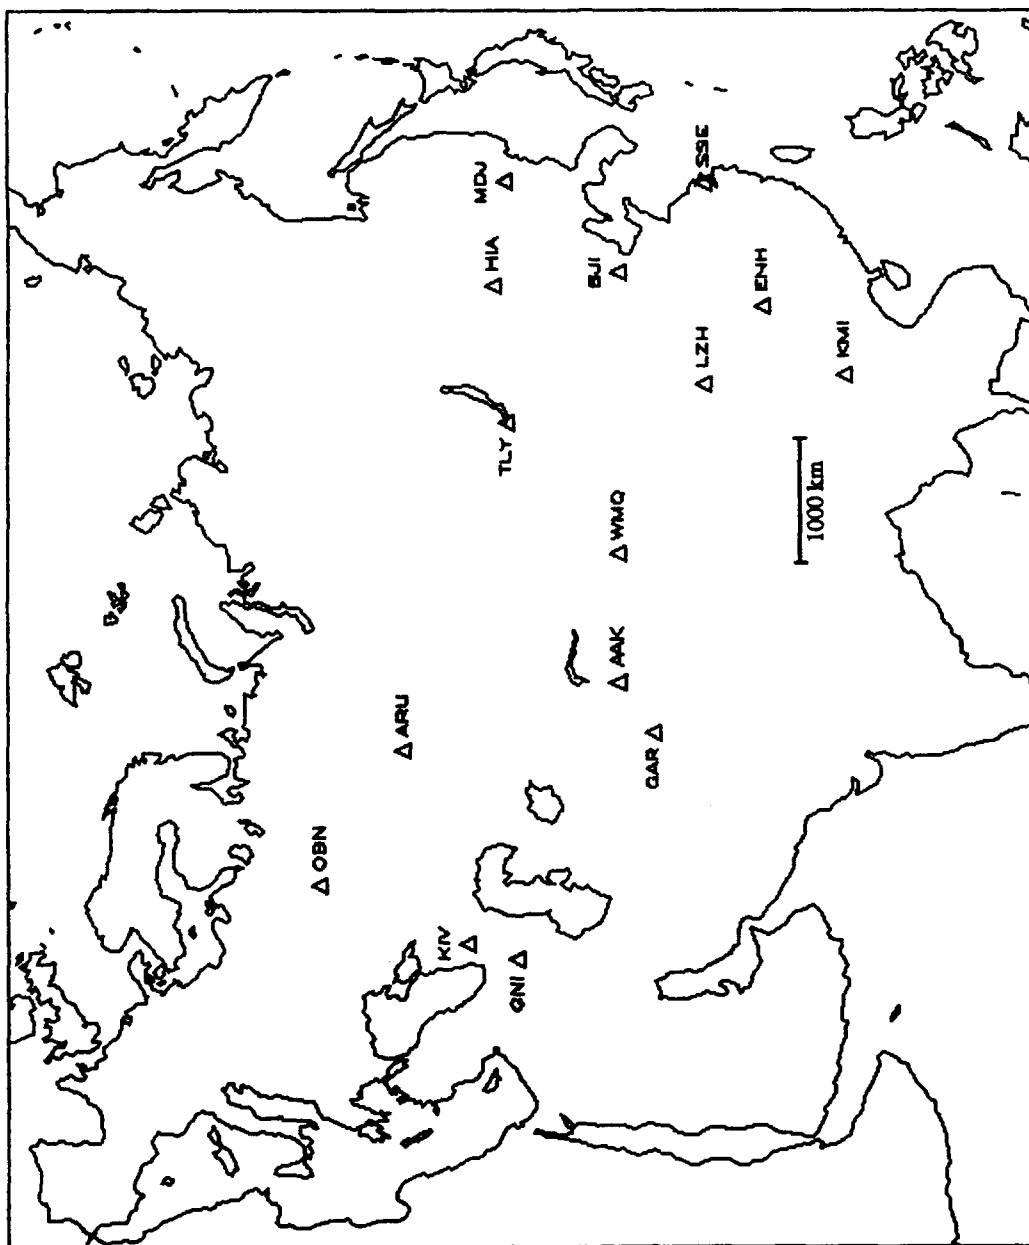 OBN
ARU
KIV
MDJ
HIA
TLY
GNI
BJI
AAK
WMQ
GAR
LZH
SSE
ENH
1000 km
KMI